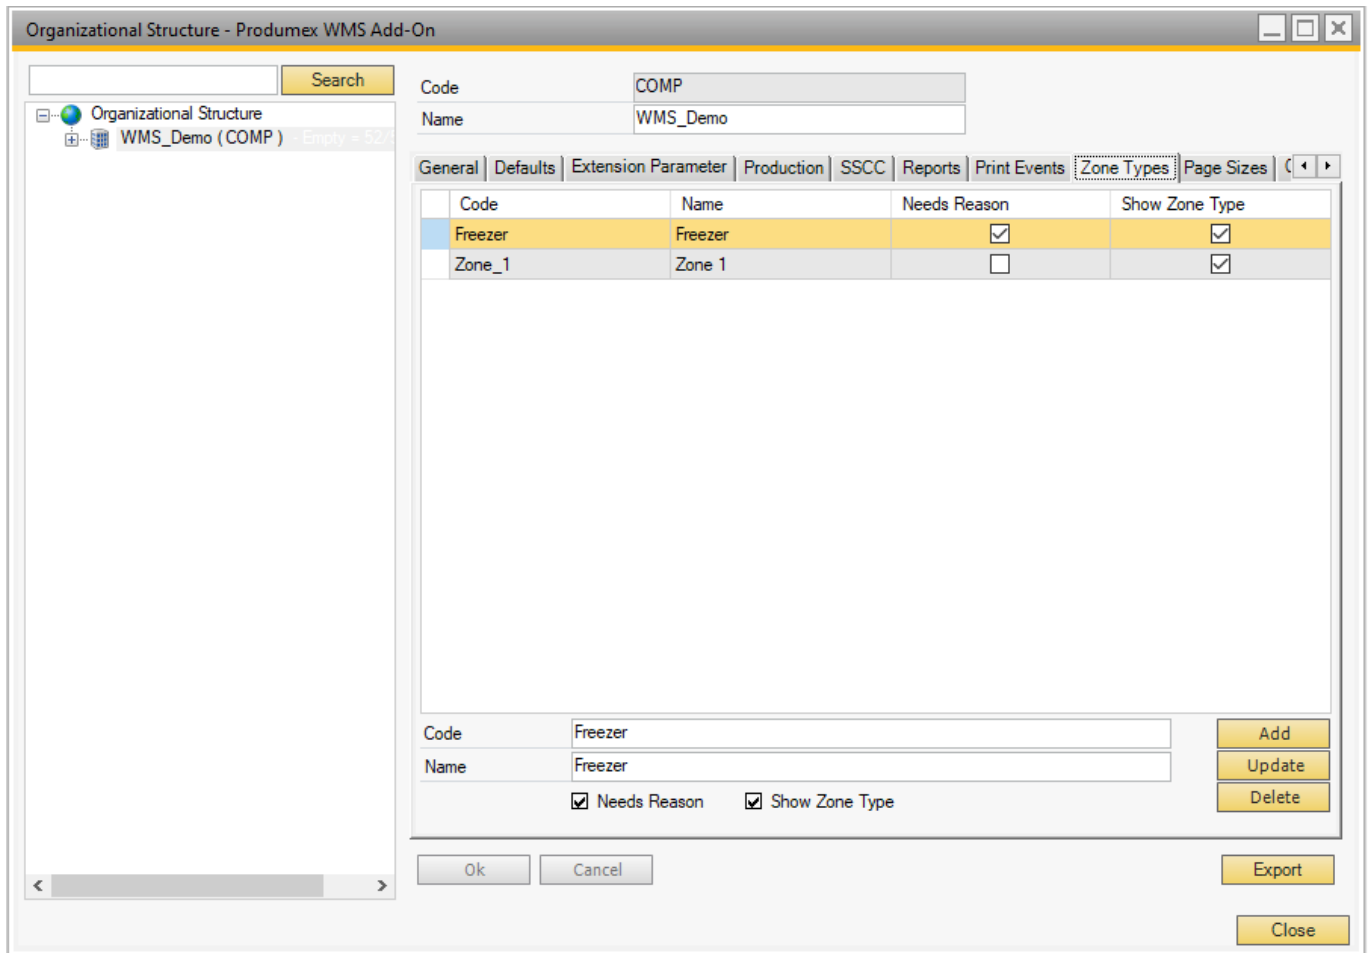 Organizational Structure - Produmex WMS Add-On
Search
Organizational Structure
WMS_Demo ( COMP ) - Empty = 52/
Code COMP
Name WMS_Demo
General Defaults Extension Parameter Production SSCC Reports Print Events Zone Types Page Sizes
Code Name Needs Reason Show Zone Type
Freezer Freezer
Zone_1 Zone 1
Code Freezer
Name Freezer
Needs Reason Show Zone Type
Add
Update
Delete
Ok Cancel Export
Close